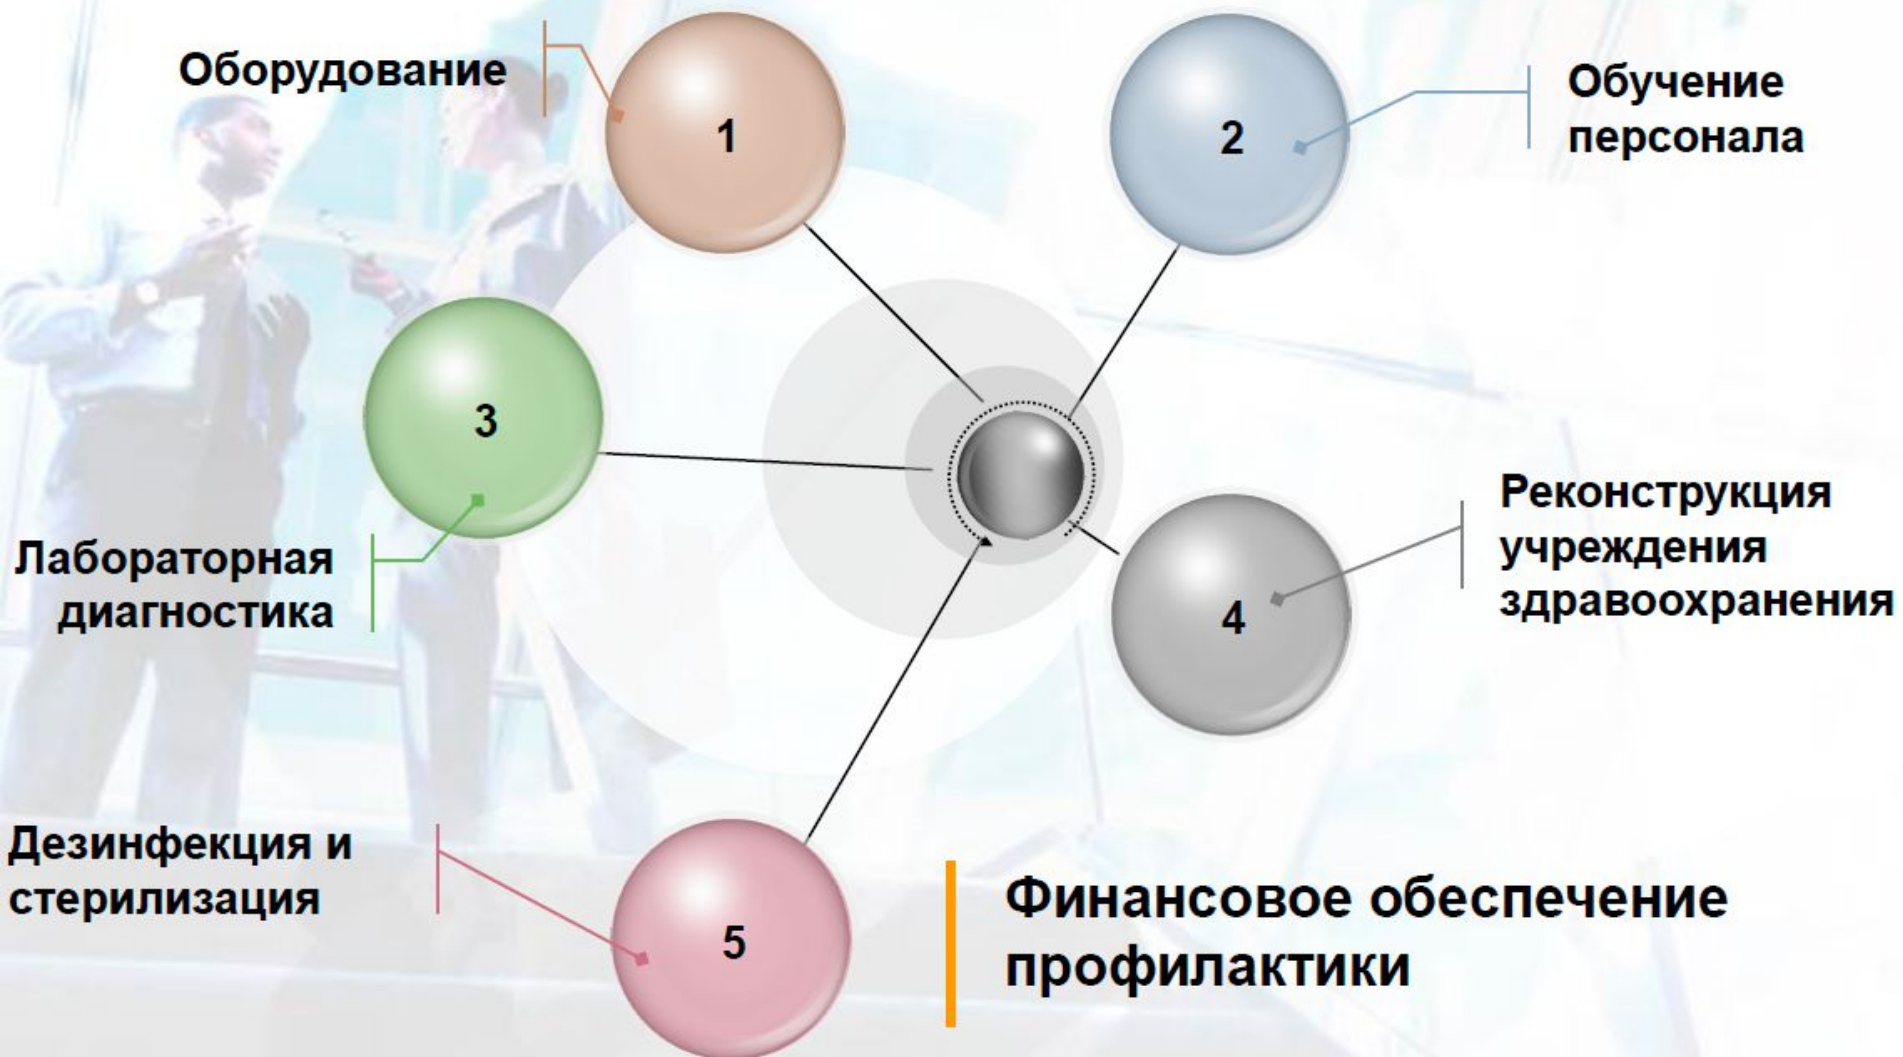 Оборудование
1
2
Обучение
персонала
3
Лабораторная
диагностика
4
Реконструкция
учреждения
здравоохранения
Дезинфекция и
стерилизация
5
Финансовое обеспечение
профилактики